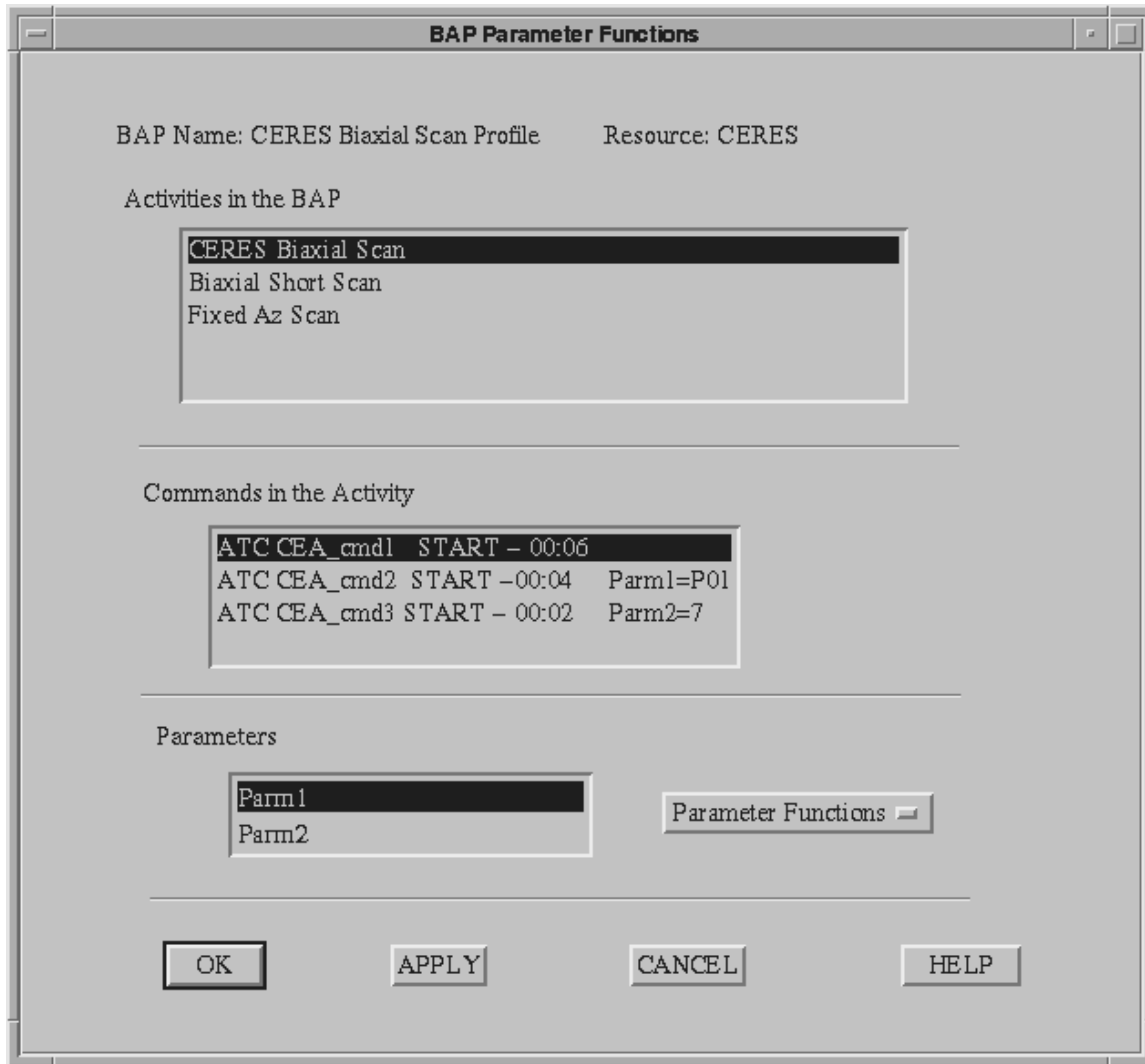 BAP Parameter Functions
BAP Name: CERES Biaxial Scan Profile Resource: CERES
Activities in the BAP
CERES Biaxial Scan
Biaxial Short Scan
Fixed Az Scan
Commands in the Activity
ATC CEA_cmd1 START – 00:06
ATC CEA_cmd2 START –00:04 Parm1=P01
ATC CEA_cmd3 START – 00:02 Parm2=7
Parameters
Parm1
Parameter Functions
Parm2
OK APPLY CANCEL HELP